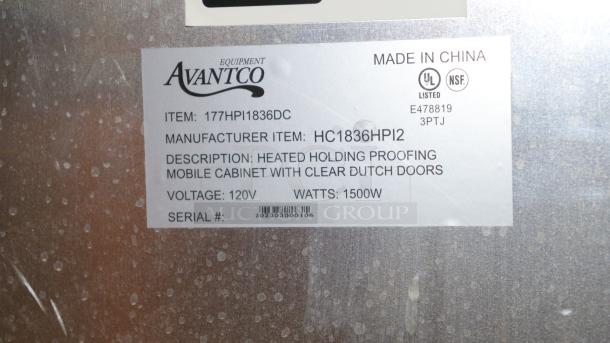 EQUIPMENT
AVANTCO
MADE IN CHINA
UL
LISTED
NSF
E478819
3PTJ
ITEM: 177HPI1836DC
MANUFACTURER ITEM: HC1836HPI2
DESCRIPTION: HEATED HOLDING PROOFING
MOBILE CABINET WITH CLEAR DUTCH DOORS
VOLTAGE: 120V WATTS: 1500W
SERIAL #:
GROUP